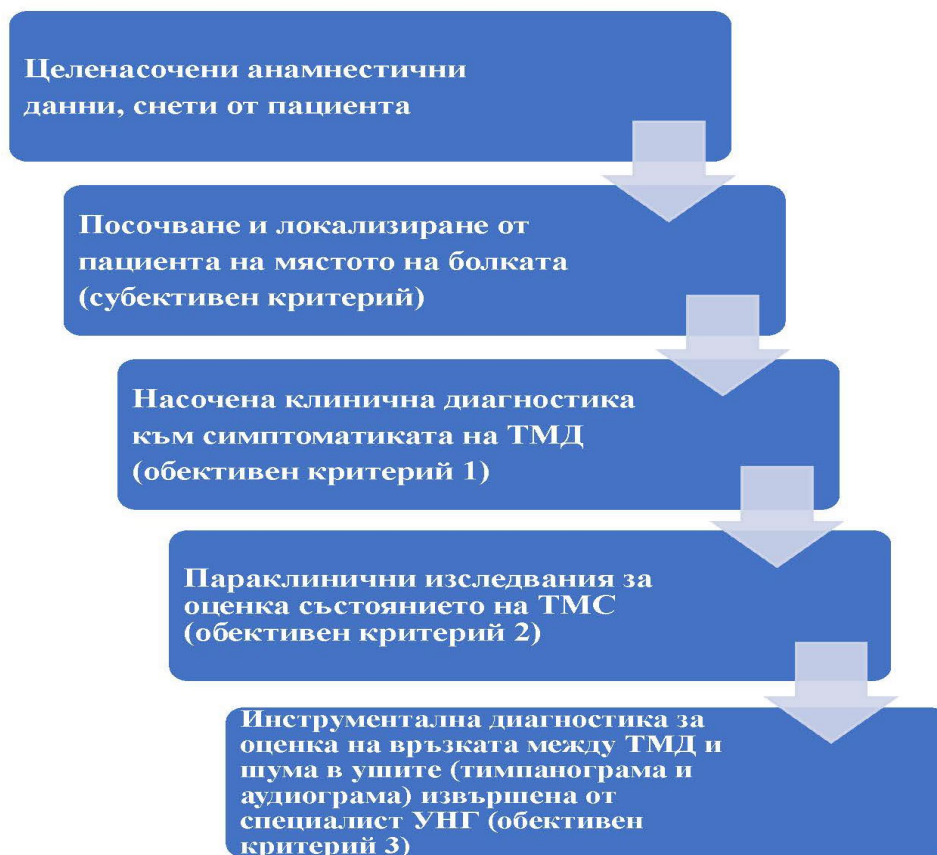 Целенасочени анамнестични
данни, снети от пациента
Посочване и локализиране от
пациента на мястото на болката
(субективен критерий)
Насочена клинична диагностика
към симптоматиката на ТМД
(обективен критерий 1)
Параклинични изследвания за
оценка състоянието на ТМС
(обективен критерий 2)
Инструментална диагностика за
оценка на връзката между ТМД и
шума в ушите (тимпанограма и
аудиограма) извършена от
специалист УНГ (обективен
критерий 3)